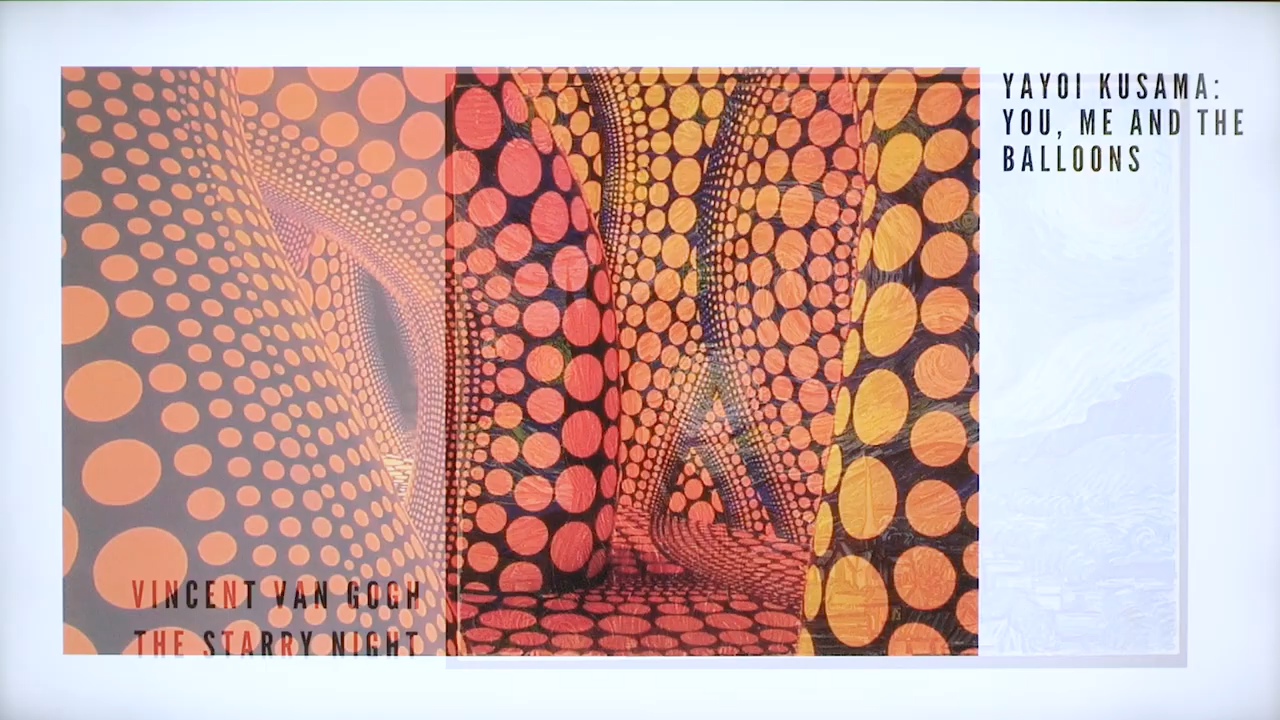 YAYOI KUSAMA:
YOU, ME AND THE
BALLOONS
VINCENT VAN GOGH
THE STARRY NIGHT